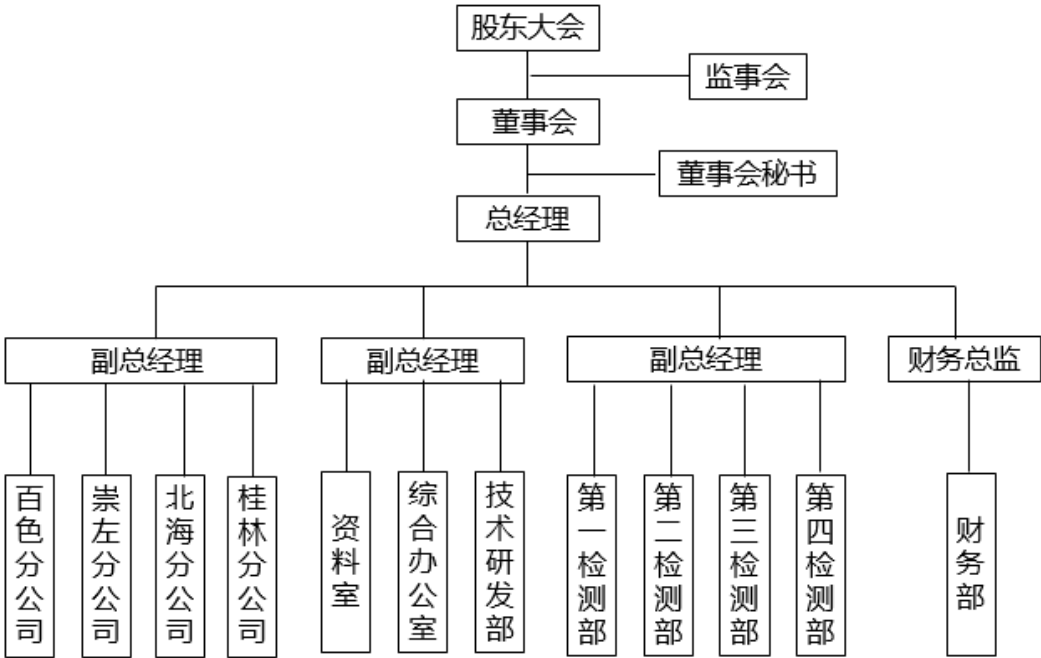 股东大会
监事会
董事会
董事会秘书
总经理
副总经理
副总经理
副总经理
财务总监
百色分公司
崇左分公司
北海分公司
桂林分公司
资料室
综合办公室
技术研发部
第一检测部
第二检测部
第三检测部
第四检测部
财务部